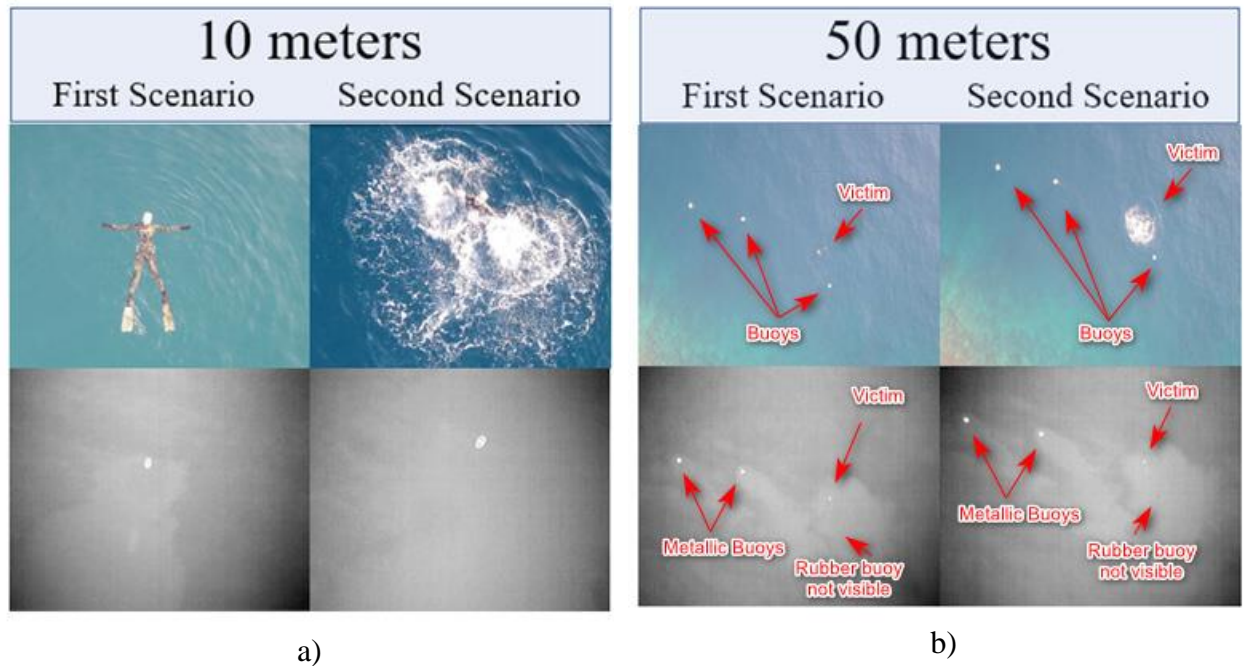 10 meters
First Scenario
Second Scenario
50 meters
First Scenario
Second Scenario
Victim
Buoys
Victim
Buoys
Victim
Metallic Buoys
Rubber buoy
not visible
Victim
Metallic Buoys
Rubber buoy
not visible
a)
b)